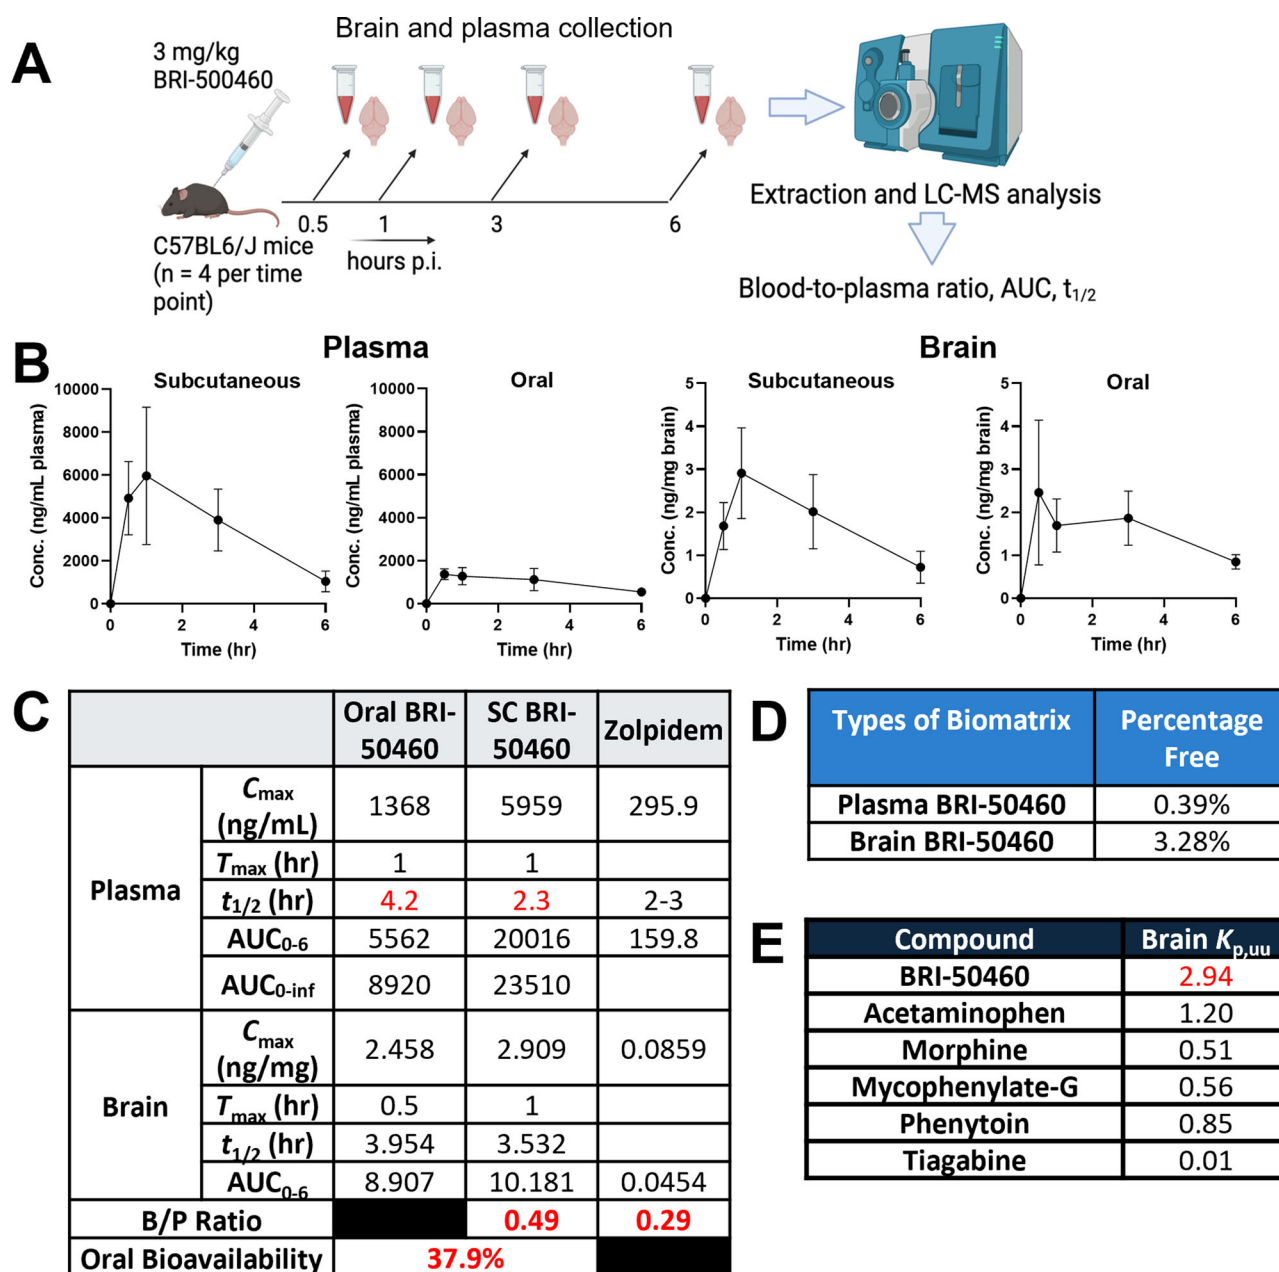 A
Brain and plasma collection
3 mg/kg
BRI-500460
0.5
1
3
6
hours p.i.
C57BL6/J mice
(n = 4 per time
point)
Extraction and LC-MS analysis
Blood-to-plasma ratio, AUC, t1/2
B
Plasma
Brain
Subcutaneous
Conc. (ng/mL plasma)
10000
8000
6000
4000
2000
0
0 2 4 6
Time (hr)
Oral
Conc. (ng/mL plasma)
10000
8000
6000
4000
2000
0
0 2 4 6
Time (hr)
Subcutaneous
Conc. (ng/mg brain)
5
4
3
2
1
0
0 2 4 6
Time (hr)
Oral
Conc. (ng/mg brain)
5
4
3
2
1
0
0 2 4 6
Time (hr)
C
Oral BRI-
50460
SC BRI-
50460
Zolpidem
Plasma
Cmax
(ng/mL)
1368 5959 295.9
Tmax (hr) 1 1
t1/2 (hr) 4.2 2.3 2-3
AUC0-6 5562 20016 159.8
AUC0-inf 8920 23510
Brain
Cmax
(ng/mg)
2.458 2.909 0.0859
Tmax (hr) 0.5 1
t1/2 (hr) 3.954 3.532
AUC0-6 8.907 10.181 0.0454
B/P Ratio 0.49 0.29
Oral Bioavailability 37.9%
D
Types of Biomatrix
Percentage
Free
Plasma BRI-50460 0.39%
Brain BRI-50460 3.28%
E
Compound Brain Kp,uu
BRI-50460 2.94
Acetaminophen 1.20
Morphine 0.51
Mycophenylate-G 0.56
Phenytoin 0.85
Tiagabine 0.01